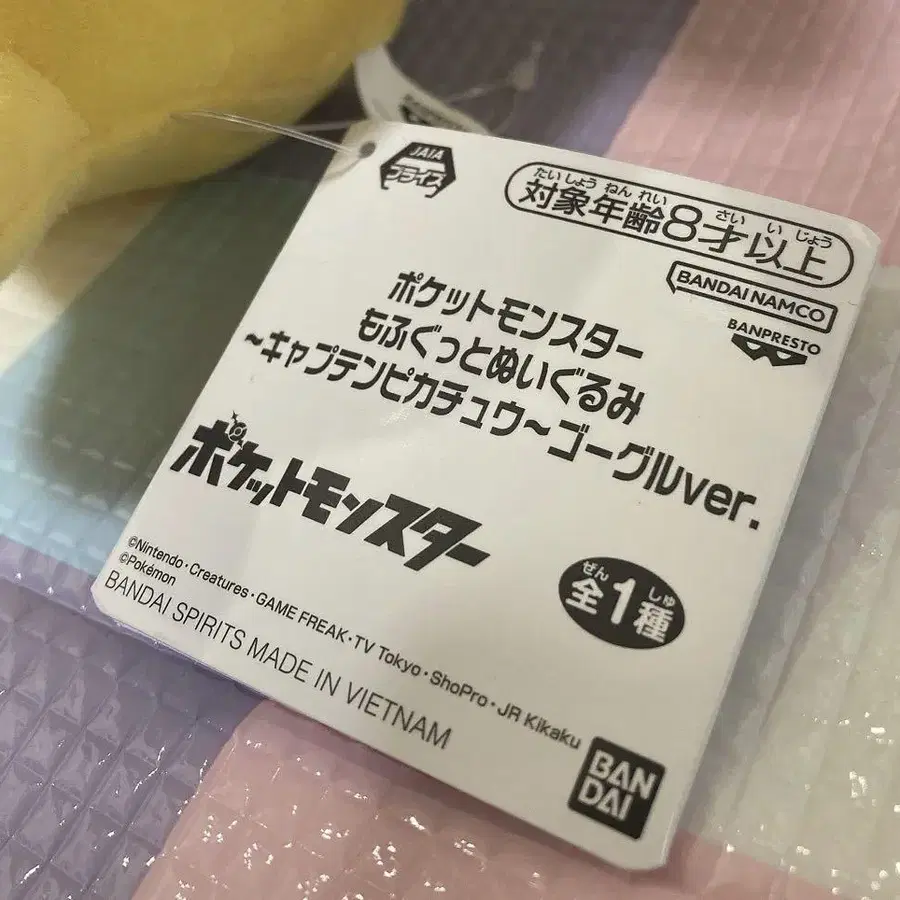 JAIA
プライズ
たいしょうねんれい さい いじょう
対象年齢8才以上
BANDAI NAMCO
BANPRESTO
ポケットモンスター
もふぐっとぬいぐるみ
~キャプテンピカチュウ~ゴーグルver.
ポケットモンスター
ぜん しゅ
全1種
©Nintendo・Creatures・GAME FREAK・TV Tokyo・ShoPro・JR Kikaku
©Pokémon
BANDAI SPIRITS MADE IN VIETNAM
BAN
DAI